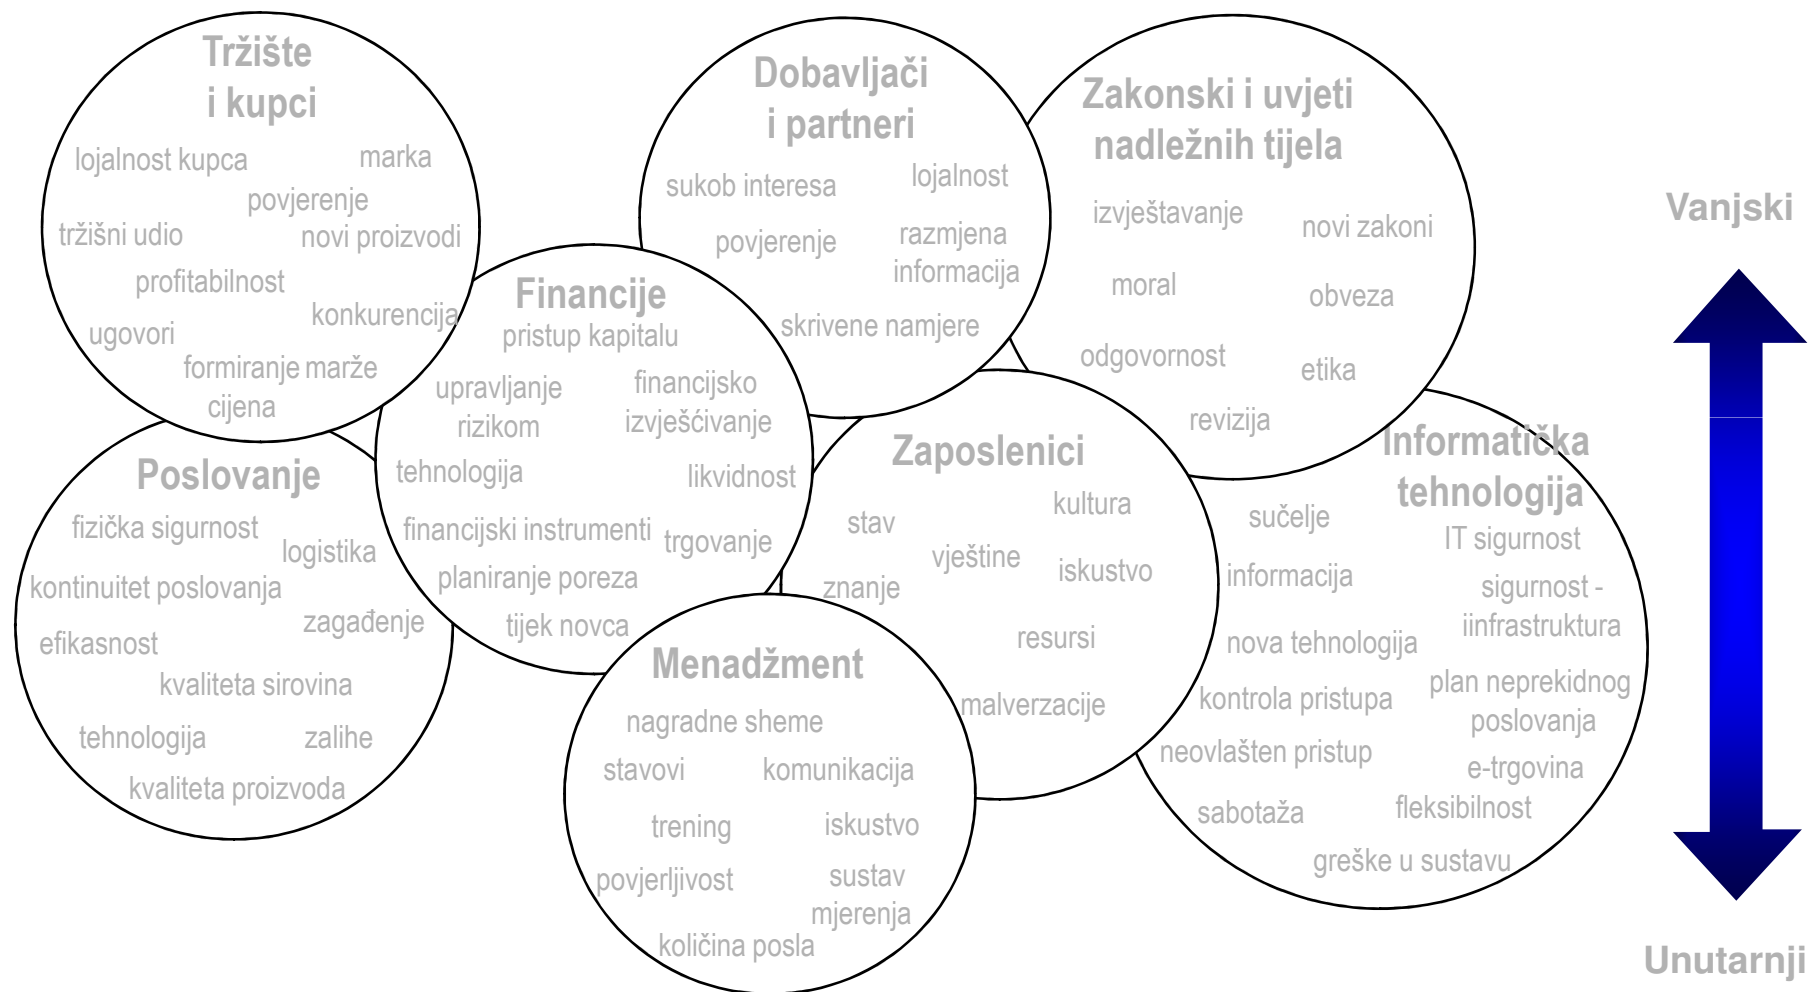 Tržište
i kupci
lojalnost kupca
marka
povjerenje
tržišni udio
novi proizvodi
profitabilnost
konkurencija
ugovori
formiranje marže
cijena
Dobavljači
i partneri
sukob interesa
lojalnost
povjerenje
razmjena
informacija
skrivene namjere
Zakonski i uvjeti
nadležnih tijela
izvještavanje
novi zakoni
moral
obveza
odgovornost
etika
revizija
Financije
pristup kapitalu
upravljanje
rizikom
financijsko
izvješćivanje
tehnologija
likvidnost
financijski instrumenti
trgovanje
planiranje poreza
tijek novca
Poslovanje
fizička sigurnost
logistika
kontinuitet poslovanja
zagađenje
efikasnost
kvaliteta sirovina
tehnologija
zalihe
kvaliteta proizvoda
Zaposlenici
kultura
stav
vještine
iskustvo
znanje
resursi
malverzacije
Menadžment
nagradne sheme
stavovi
komunikacija
trening
iskustvo
povjerljivost
sustav
mjerenja
količina posla
Informatička
tehnologija
sučelje
IT sigurnost
informacija
sigurnost -
iinfrastruktura
nova tehnologija
kontrola pristupa
plan neprekidnog
poslovanja
neovlašten pristup
e-trgovina
sabotaža
fleksibilnost
greške u sustavu
Vanjski
Unutarnji